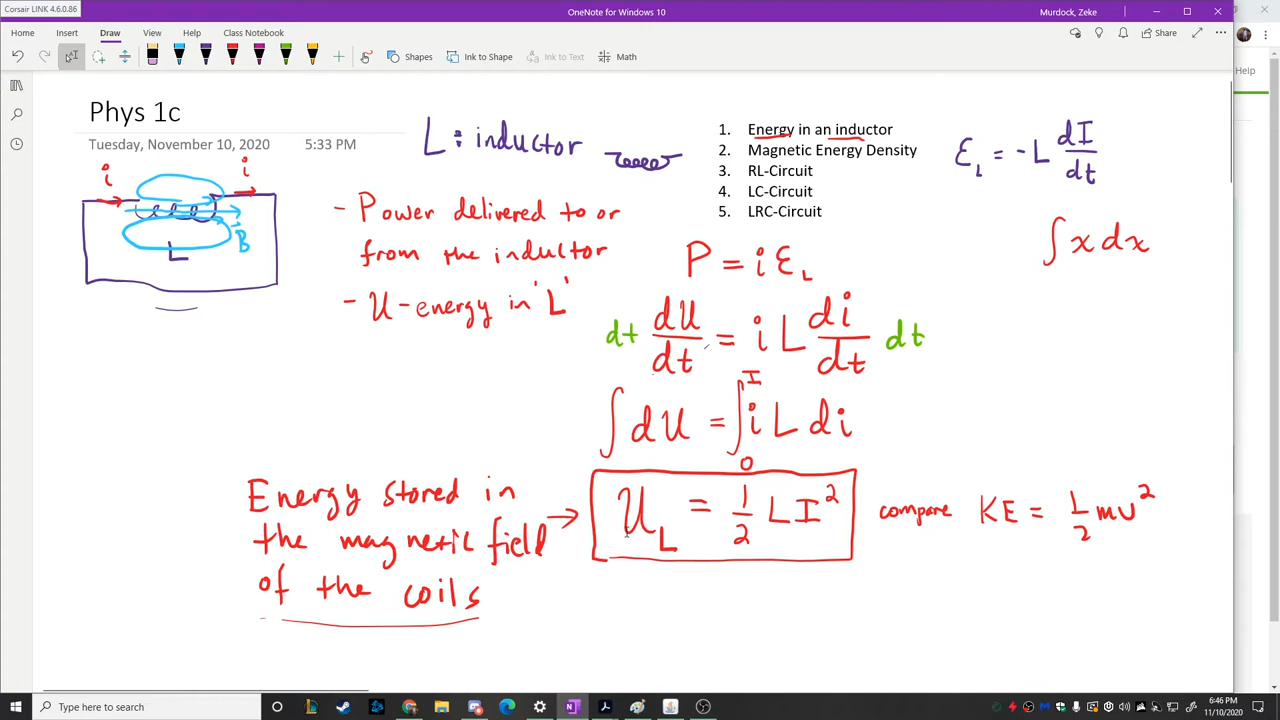 Corsair LINK 4.6.0.86
OneNote for Windows 10
Murdock, Zeke
Home Insert Draw View Help Class Notebook
Share
Shapes Ink to Shape Ink to Text Math
Help
Phys 1c
Tuesday, November 10, 2020 5:33 PM
i i
B⃗
L
L : inductor
- Power delivered to or
from the inductor
- U - energy in 'L'
1. Energy in an inductor
2. Magnetic Energy Density
3. RL-Circuit
4. LC-Circuit
5. LRC-Circuit
ε_L = -L dI/dt
∫ x dx
P = i ε_L
dt dU/dt = i L di/dt dt
∫ dU = ∫₀ᴵ i L di
Energy stored in
the magnetic field
of the coils
→ U_L = 1/2 L I²
compare KE = 1/2 mv²
Type here to search
6:46 PM
11/10/2020